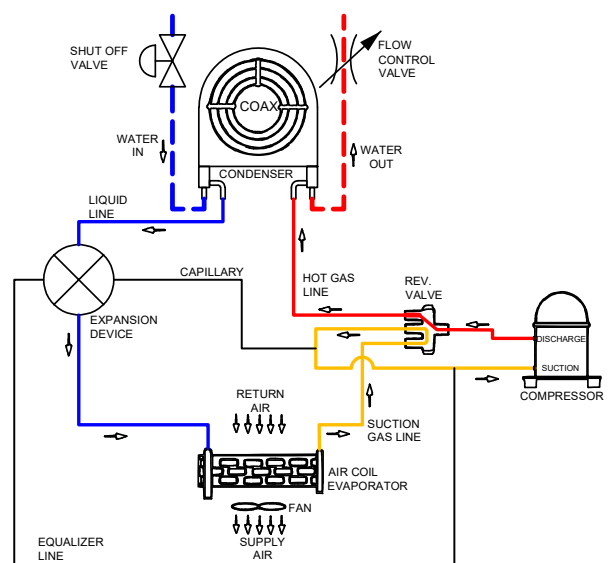 SHUT OFF
VALVE
FLOW
CONTROL
VALVE
COAX
WATER
IN
WATER
OUT
CONDENSER
LIQUID
LINE
CAPILLARY
HOT GAS
LINE
REV.
VALVE
EXPANSION
DEVICE
DISCHARGE
SUCTION
COMPRESSOR
RETURN
AIR
SUCTION
GAS LINE
AIR COIL
EVAPORATOR
FAN
EQUALIZER
LINE
SUPPLY
AIR